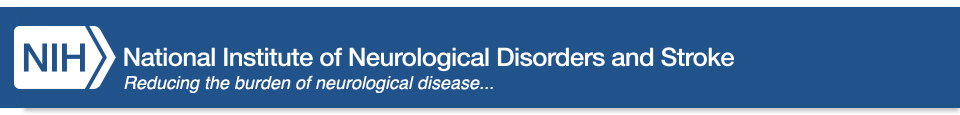 NIH
National Institute of Neurological Disorders and Stroke
Reducing the burden of neurological disease...